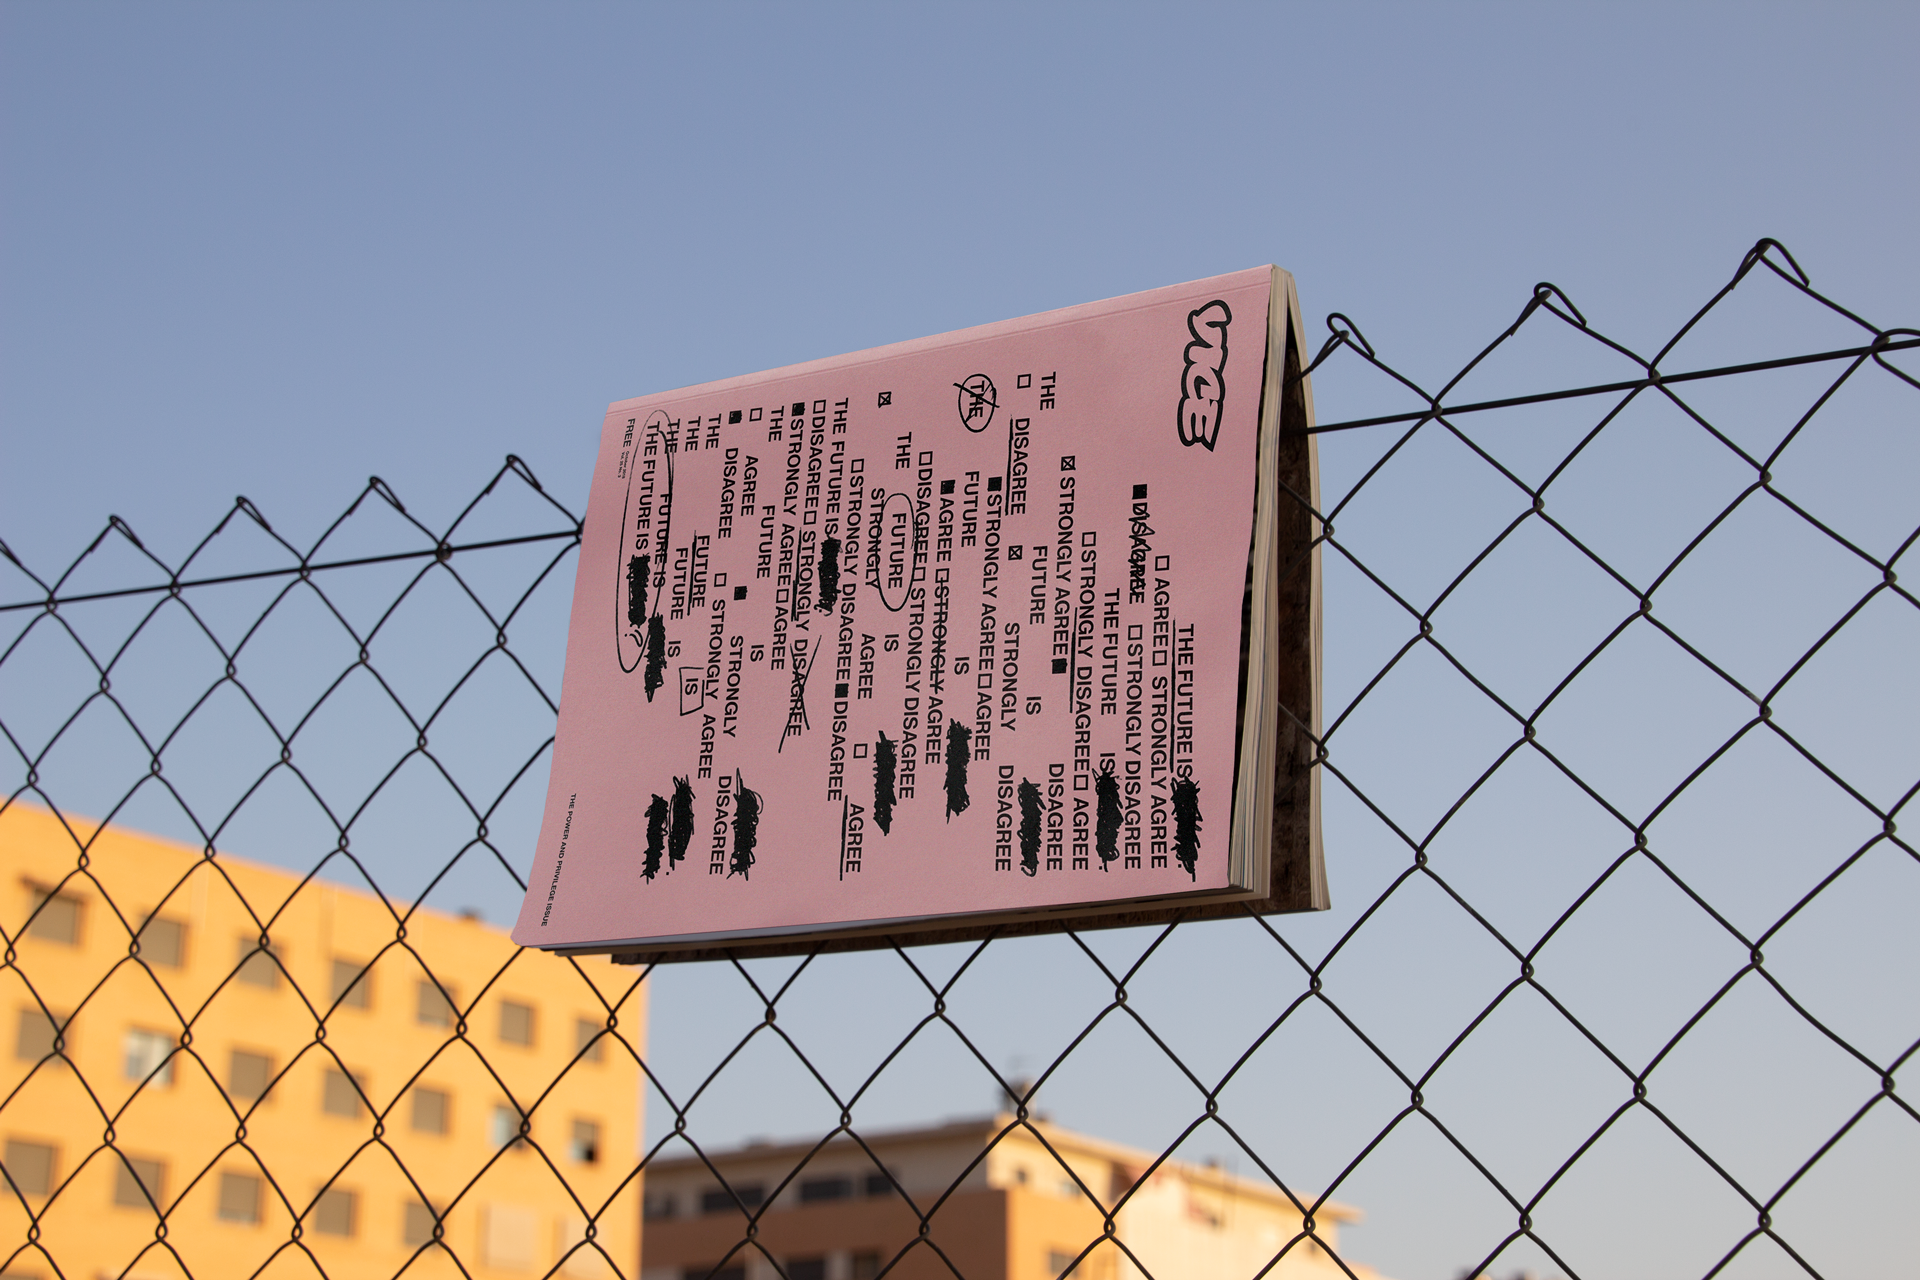 VICE
THE FUTURE IS
☐ AGREE ☐ STRONGLY AGREE
■ DISAGREE ☐ STRONGLY DISAGREE
THE FUTURE IS
☐ STRONGLY DISAGREE ☐ AGREE
☒ STRONGLY AGREE ■ DISAGREE
THE FUTURE IS
☐ DISAGREE ☒ STRONGLY DISAGREE
■ STRONGLY AGREE ☐ AGREE
THE FUTURE IS
■ AGREE ☐ STRONGLY AGREE
☐ DISAGREE ☐ STRONGLY DISAGREE
THE FUTURE IS
☒ STRONGLY AGREE ☐ AGREE
☐ STRONGLY DISAGREE ■ DISAGREE
THE FUTURE IS
☐ DISAGREE ☐ STRONGLY DISAGREE
■ STRONGLY AGREE ☐ AGREE
THE FUTURE IS
☐ AGREE ■ STRONGLY DISAGREE
■ DISAGREE ☐ STRONGLY AGREE
THE FUTURE IS
THE FUTURE IS
THE FUTURE IS
THE FUTURE IS
FREE
THE POWER AND PRIVILEGE ISSUE